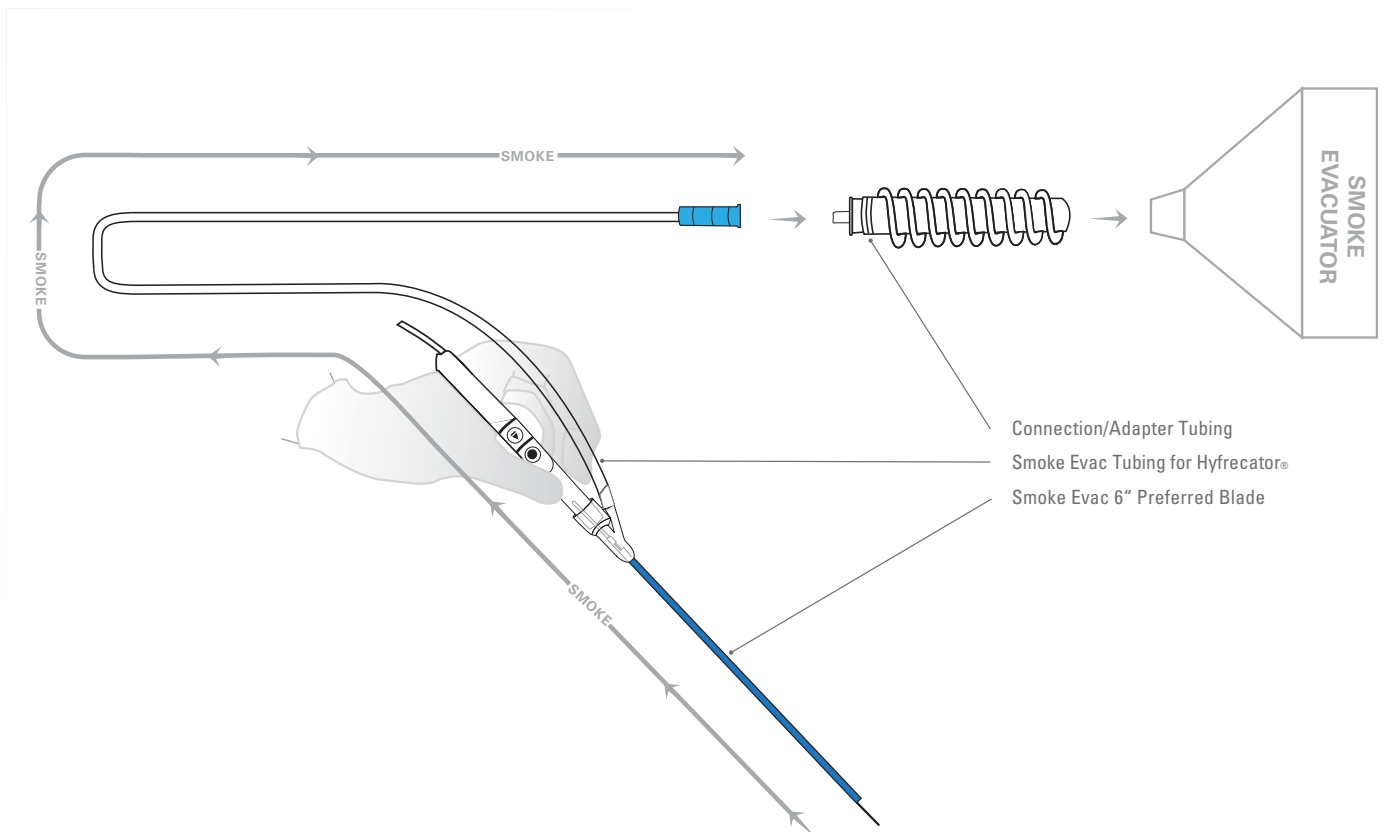 SMOKE
SMOKE
SMOKE
EVACUATOR
Connection/Adapter Tubing
Smoke Evac Tubing for Hyfrecator®
Smoke Evac 6“ Preferred Blade
SMOKE